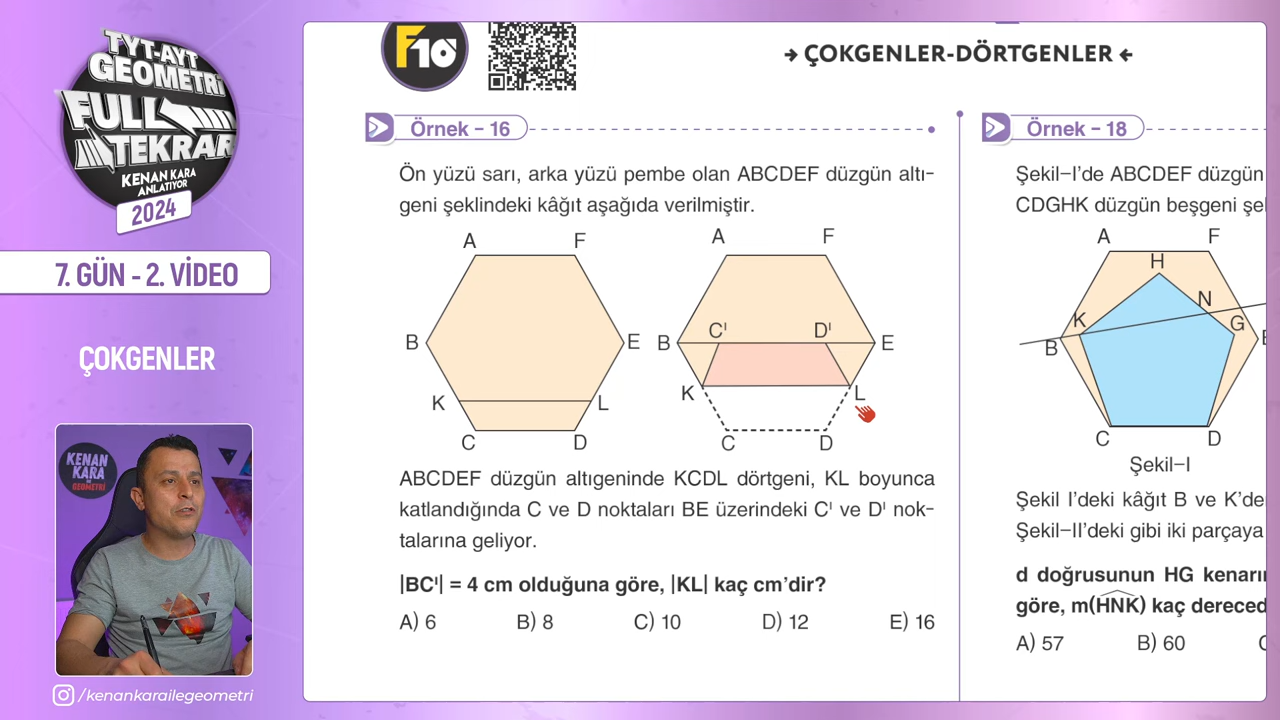 TYT-AYT
GEOMETRİ
FULL
TEKRAR
KENAN KARA
ANLATIYOR
2024
7. GÜN - 2. VİDEO
ÇOKGENLER
KENAN
KARA
GEOMETRİ
/kenankarailegeometri
F10
→ ÇOKGENLER-DÖRTGENLER ←
Örnek – 16
Ön yüzü sarı, arka yüzü pembe olan ABCDEF düzgün altı-
geni şeklindeki kâğıt aşağıda verilmiştir.
A F A F
B E B C' D' E
K L K L
C D C D
ABCDEF düzgün altıgeninde KCDL dörtgeni, KL boyunca
katlandığında C ve D noktaları BE üzerindeki C' ve D' nok-
talarına geliyor.
|BC'| = 4 cm olduğuna göre, |KL| kaç cm'dir?
A) 6 B) 8 C) 10 D) 12 E) 16
Örnek – 18
Şekil–I'de ABCDEF düzgün
CDGHK düzgün beşgeni şe
A F
H
N
K G
B E
C D
Şekil–I
Şekil I'deki kâğıt B ve K'de
Şekil–II'deki gibi iki parçaya
d doğrusunun HG kenarı
göre, m(HNK) kaç dereced
A) 57 B) 60 C